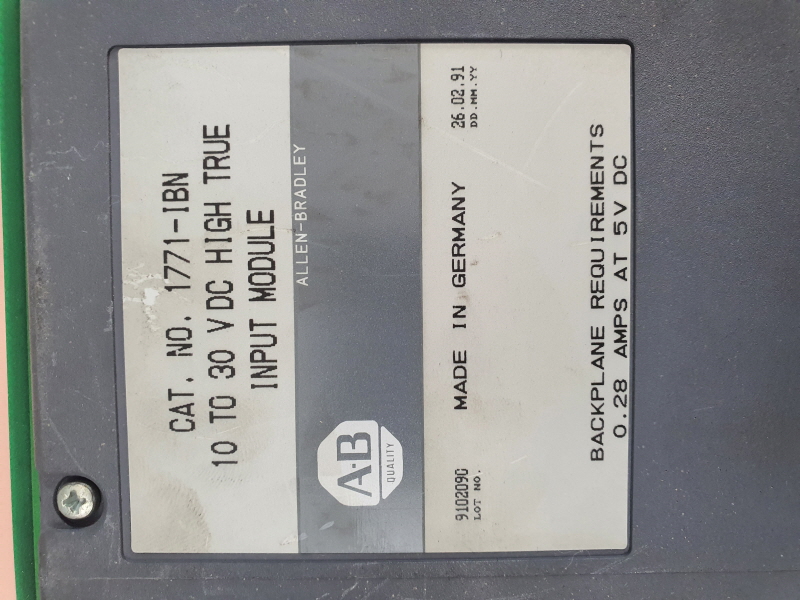 CAT. NO. 1771-IBN
10 TO 30 V DC HIGH TRUE
INPUT MODULE
ALLEN-BRADLEY
A-B
QUALITY
9102090
LOT NO.
MADE IN GERMANY
26.02.91
DD.MM.YY
BACKPLANE REQUIREMENTS
0.28 AMPS AT 5V DC